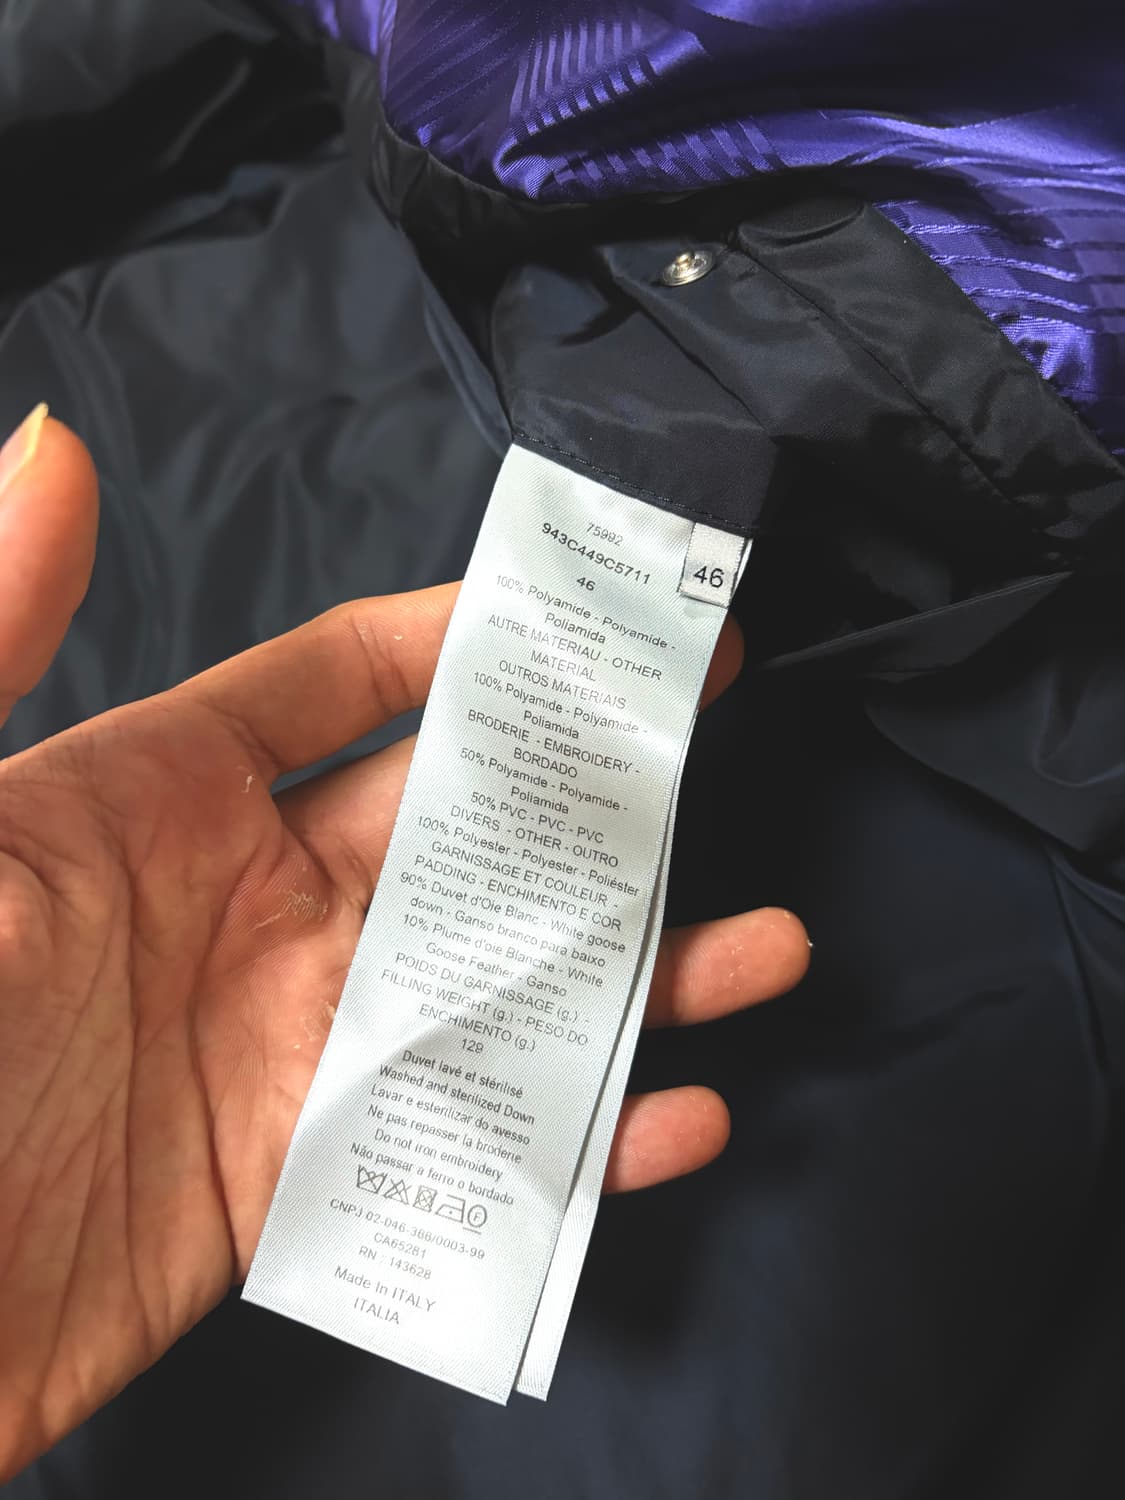 75992
943C449C5711
46
46
100% Polyamide - Polyamide -
Poliamida
AUTRE MATERIAU - OTHER
MATERIAL
OUTROS MATERIAIS
100% Polyamide - Polyamide -
Poliamida
BRODERIE - EMBROIDERY -
BORDADO
50% Polyamide - Polyamide -
Poliamida
50% PVC - PVC - PVC
DIVERS - OTHER - OUTRO
100% Polyester - Polyester - Poliéster
GARNISSAGE ET COULEUR -
PADDING - ENCHIMENTO E COR
90% Duvet d'Oie Blanc - White goose
down - Ganso branco para baixo
10% Plume d'oie Blanche - White
Goose Feather - Ganso
POIDS DU GARNISSAGE (g.) -
FILLING WEIGHT (g.) - PESO DO
ENCHIMENTO (g.)
129
Duvet lavé et stérilisé
Washed and sterilized Down
Lavar e esterilizar do avesso
Ne pas repasser la broderie
Do not iron embroidery
Não passar a ferro o bordado
F
CNPJ 02-046-366/0003-99
CA65281
RN : 143628
Made In ITALY
ITALIA